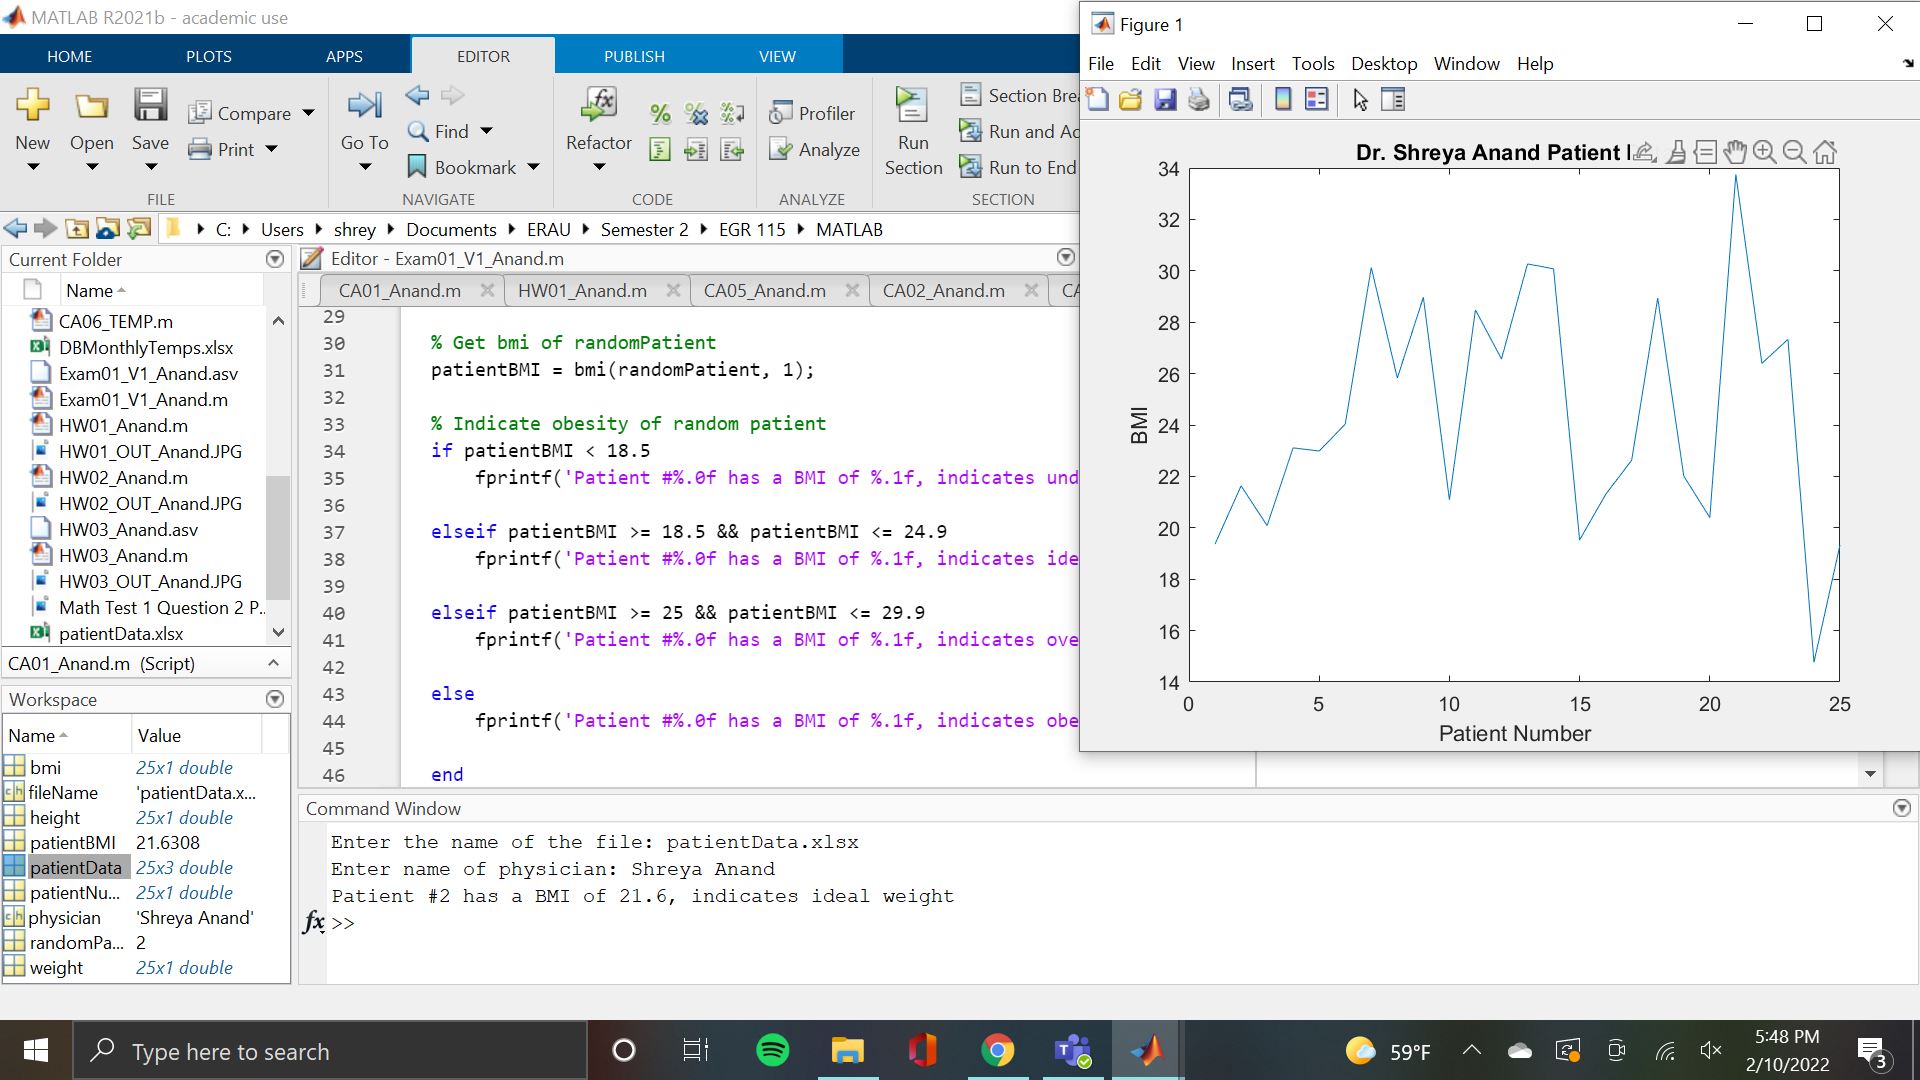 MATLAB R2021b - academic use
HOME PLOTS APPS EDITOR PUBLISH VIEW
New Open Save Compare Print
FILE
Go To Find Bookmark
NAVIGATE
Refactor
CODE
Profiler
Analyze
ANALYZE
Run Section
Section Brea
Run and Ad
Run to End
SECTION
C: Users shrey Documents ERAU Semester 2 EGR 115 MATLAB
Current Folder
Name
CA06_TEMP.m
DBMonthlyTemps.xlsx
Exam01_V1_Anand.asv
Exam01_V1_Anand.m
HW01_Anand.m
HW01_OUT_Anand.JPG
HW02_Anand.m
HW02_OUT_Anand.JPG
HW03_Anand.asv
HW03_Anand.m
HW03_OUT_Anand.JPG
Math Test 1 Question 2 P..
patientData.xlsx
CA01_Anand.m (Script)
Workspace
Name Value
bmi 25x1 double
fileName 'patientData.x...
height 25x1 double
patientBMI 21.6308
patientData 25x3 double
patientNu... 25x1 double
physician 'Shreya Anand'
randomPa... 2
weight 25x1 double
Editor - Exam01_V1_Anand.m
CA01_Anand.m HW01_Anand.m CA05_Anand.m CA02_Anand.m CA
29
30 % Get bmi of randomPatient
31 patientBMI = bmi(randomPatient, 1);
32
33 % Indicate obesity of random patient
34 if patientBMI < 18.5
35 fprintf('Patient #%.0f has a BMI of %.1f, indicates und
36
37 elseif patientBMI >= 18.5 && patientBMI <= 24.9
38 fprintf('Patient #%.0f has a BMI of %.1f, indicates ide
39
40 elseif patientBMI >= 25 && patientBMI <= 29.9
41 fprintf('Patient #%.0f has a BMI of %.1f, indicates ove
42
43 else
44 fprintf('Patient #%.0f has a BMI of %.1f, indicates obe
45
46 end
Command Window
Enter the name of the file: patientData.xlsx
Enter name of physician: Shreya Anand
Patient #2 has a BMI of 21.6, indicates ideal weight
fx >>
Figure 1
File Edit View Insert Tools Desktop Window Help
Dr. Shreya Anand Patient
34
32
30
28
26
24
22
20
18
16
14
BMI
0 5 10 15 20 25
Patient Number
Type here to search
59°F
5:48 PM
2/10/2022
3